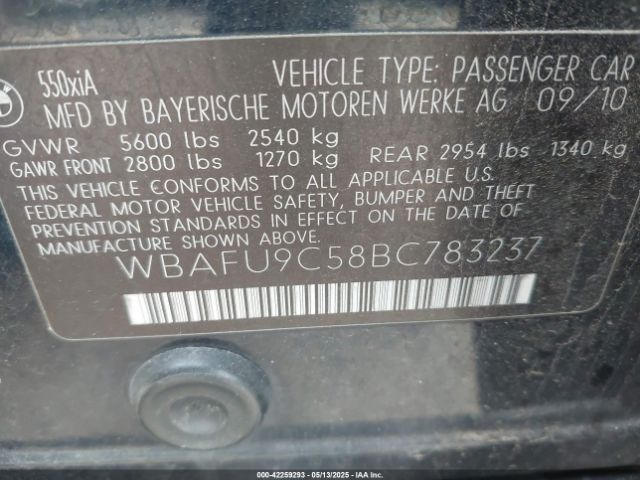 550xiA
VEHICLE TYPE: PASSENGER CAR
MFD BY BAYERISCHE MOTOREN WERKE AG 09/10
GVWR 5600 lbs 2540 kg
GAWR FRONT 2800 lbs 1270 kg REAR 2954 lbs 1340 kg
THIS VEHICLE CONFORMS TO ALL APPLICABLE U.S.
FEDERAL MOTOR VEHICLE SAFETY, BUMPER AND THEFT
PREVENTION STANDARDS IN EFFECT ON THE DATE OF
MANUFACTURE SHOWN ABOVE.
WBAFU9C58BC783237
000-42259293 - 05/13/2025 - IAAI.COM